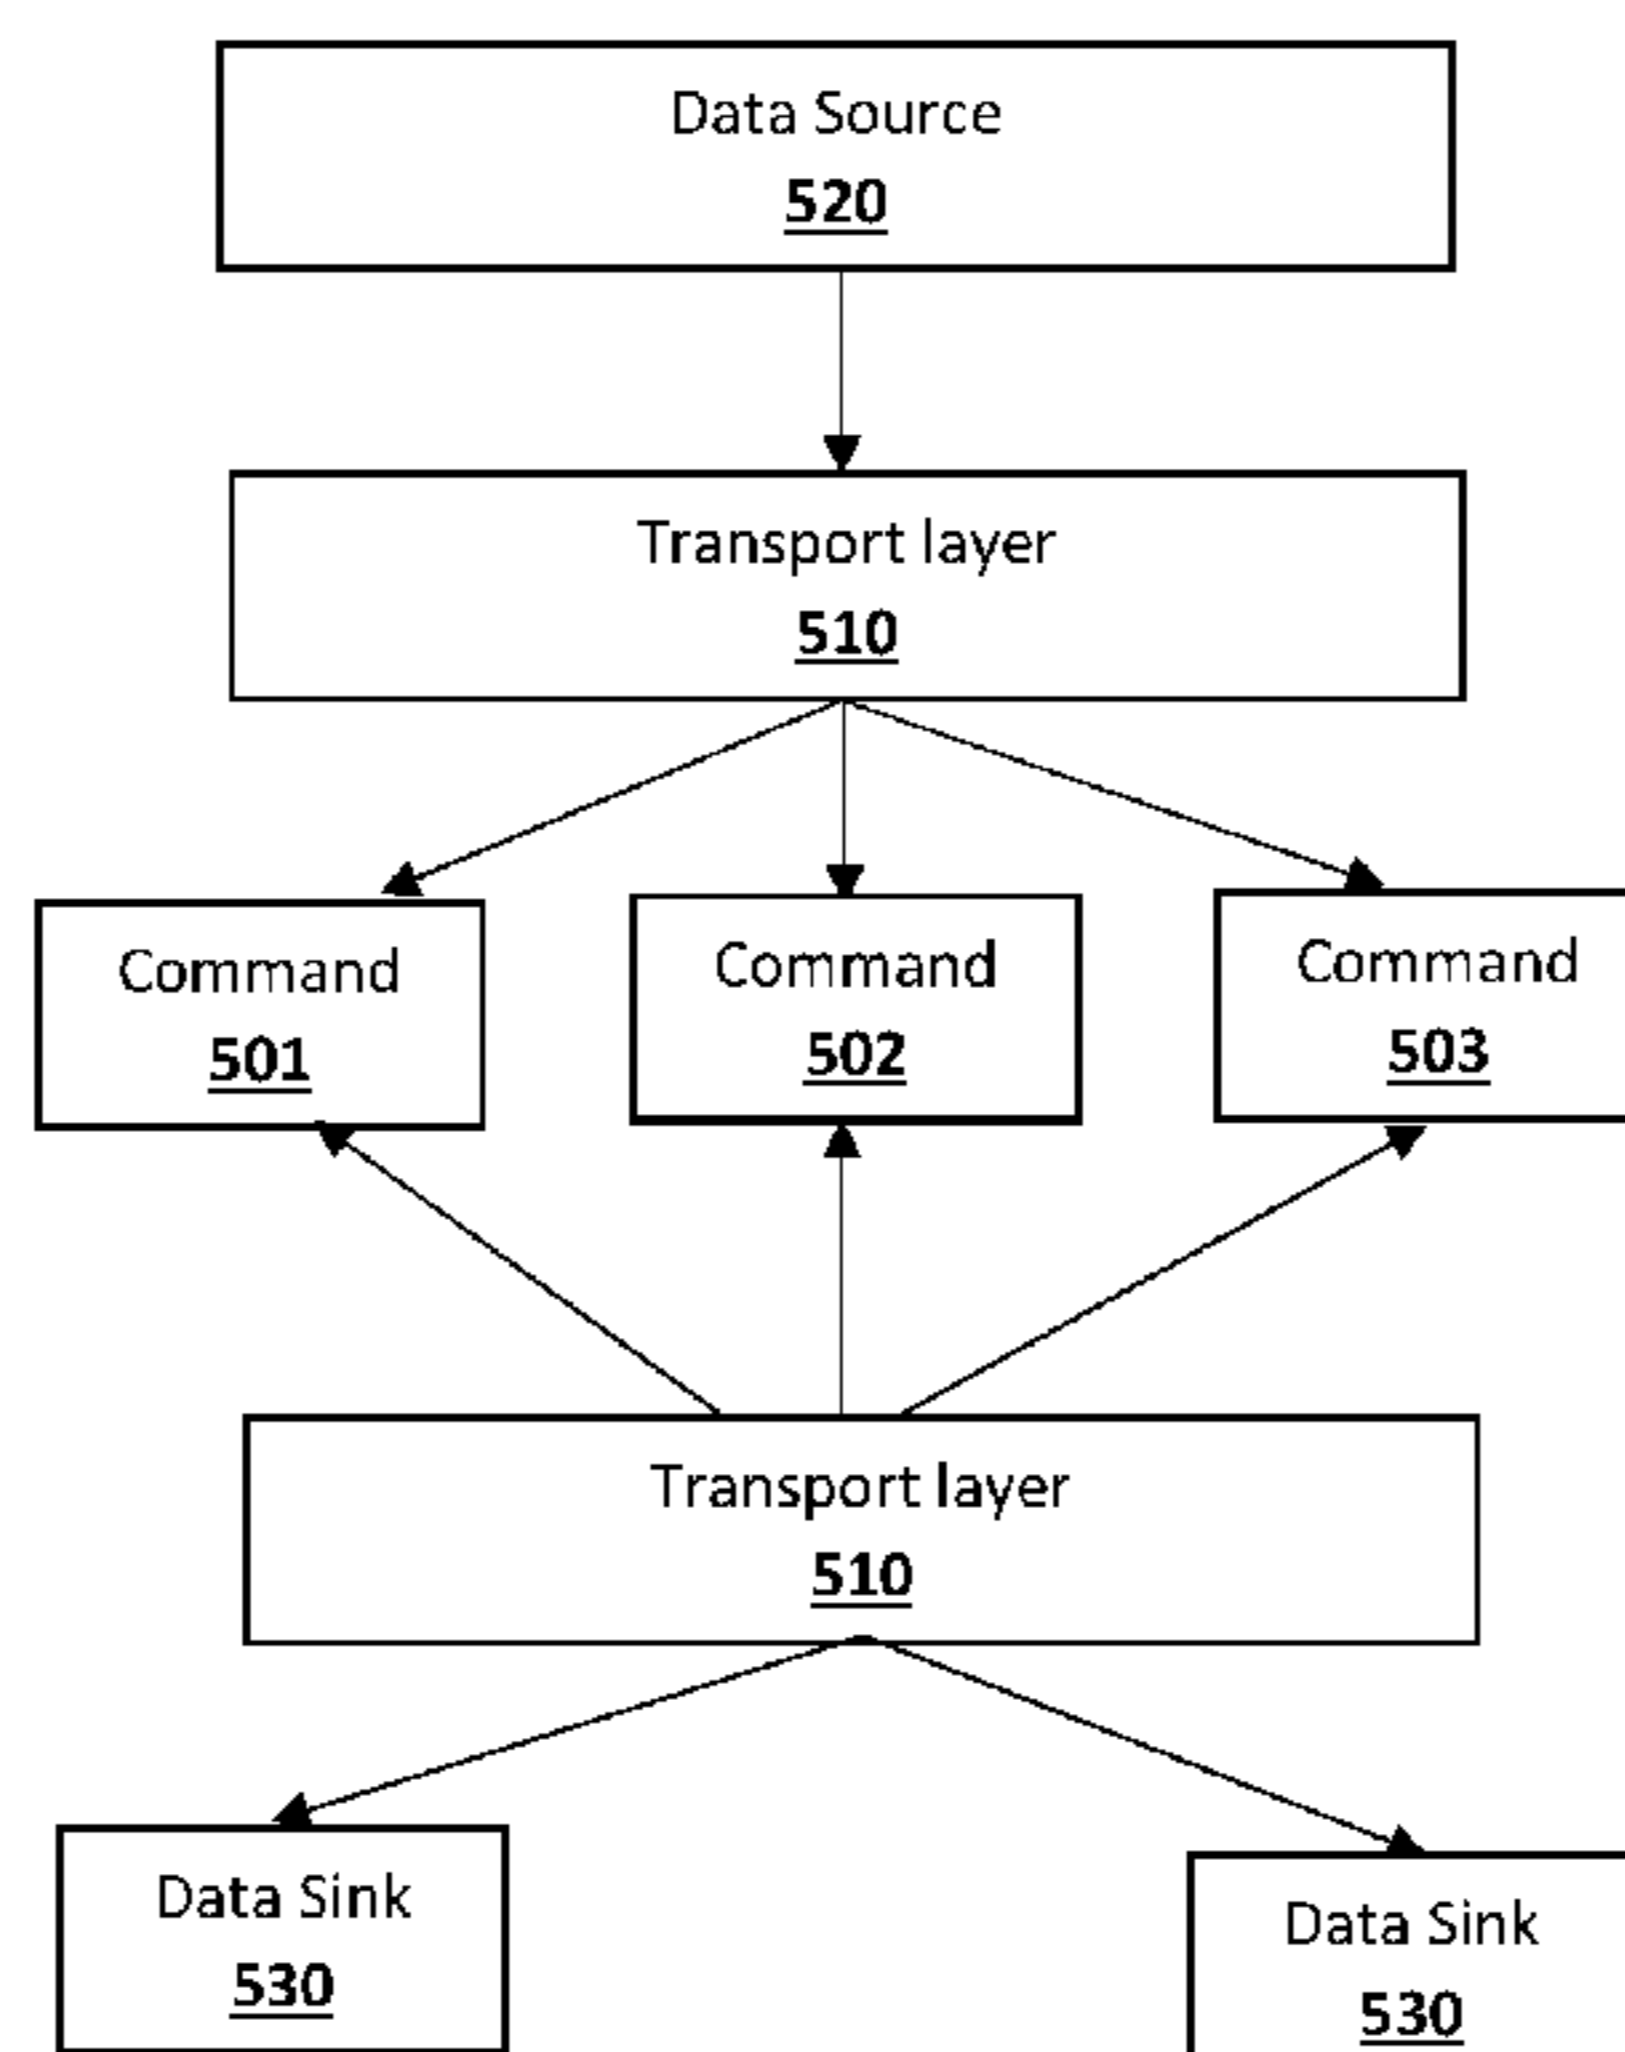 Data Source
520
Transport layer
510
Command
501
Command
502
Command
503
Transport layer
510
Data Sink
530
Data Sink
530